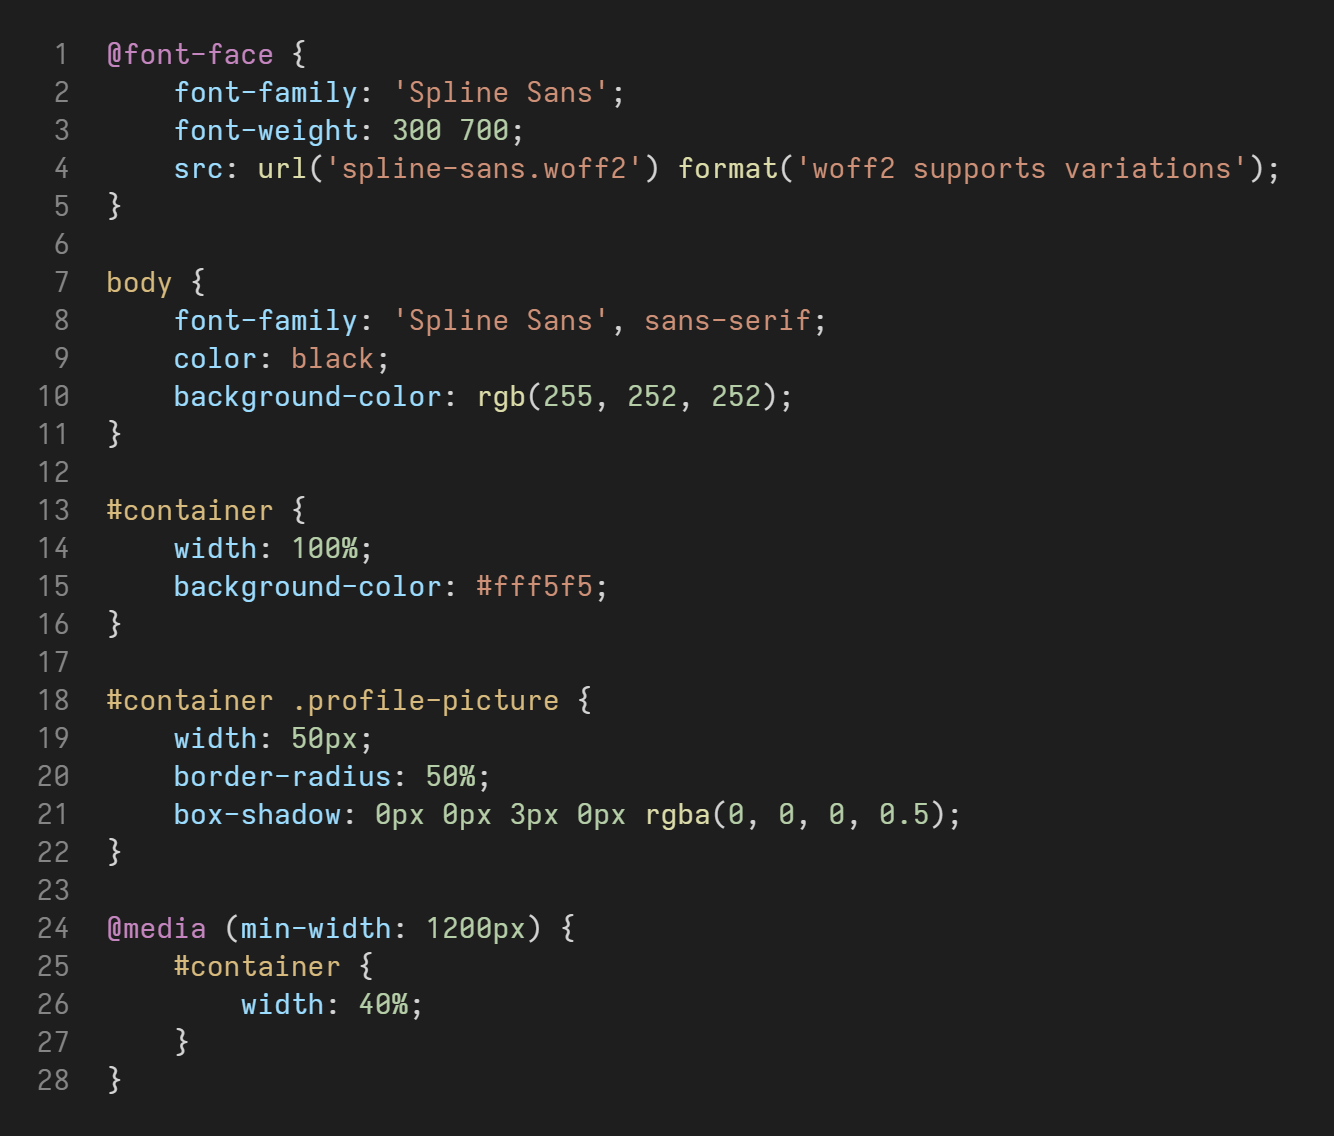 1 @font-face {
2     font-family: 'Spline Sans';
3     font-weight: 300 700;
4     src: url('spline-sans.woff2') format('woff2 supports variations');
5 }
6
7 body {
8     font-family: 'Spline Sans', sans-serif;
9     color: black;
10     background-color: rgb(255, 252, 252);
11 }
12
13 #container {
14     width: 100%;
15     background-color: #fff5f5;
16 }
17
18 #container .profile-picture {
19     width: 50px;
20     border-radius: 50%;
21     box-shadow: 0px 0px 3px 0px rgba(0, 0, 0, 0.5);
22 }
23
24 @media (min-width: 1200px) {
25     #container {
26         width: 40%;
27     }
28 }